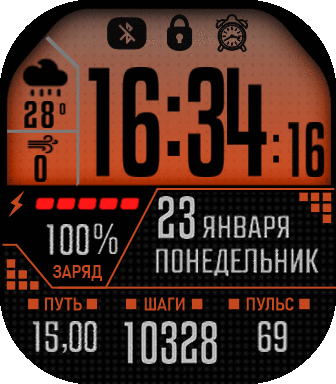 28°
0
16:34:16
100%
ЗАРЯД
23 ЯНВАРЯ
ПОНЕДЕЛЬНИК
ПУТЬ ШАГИ ПУЛЬС
15,00 10328 69